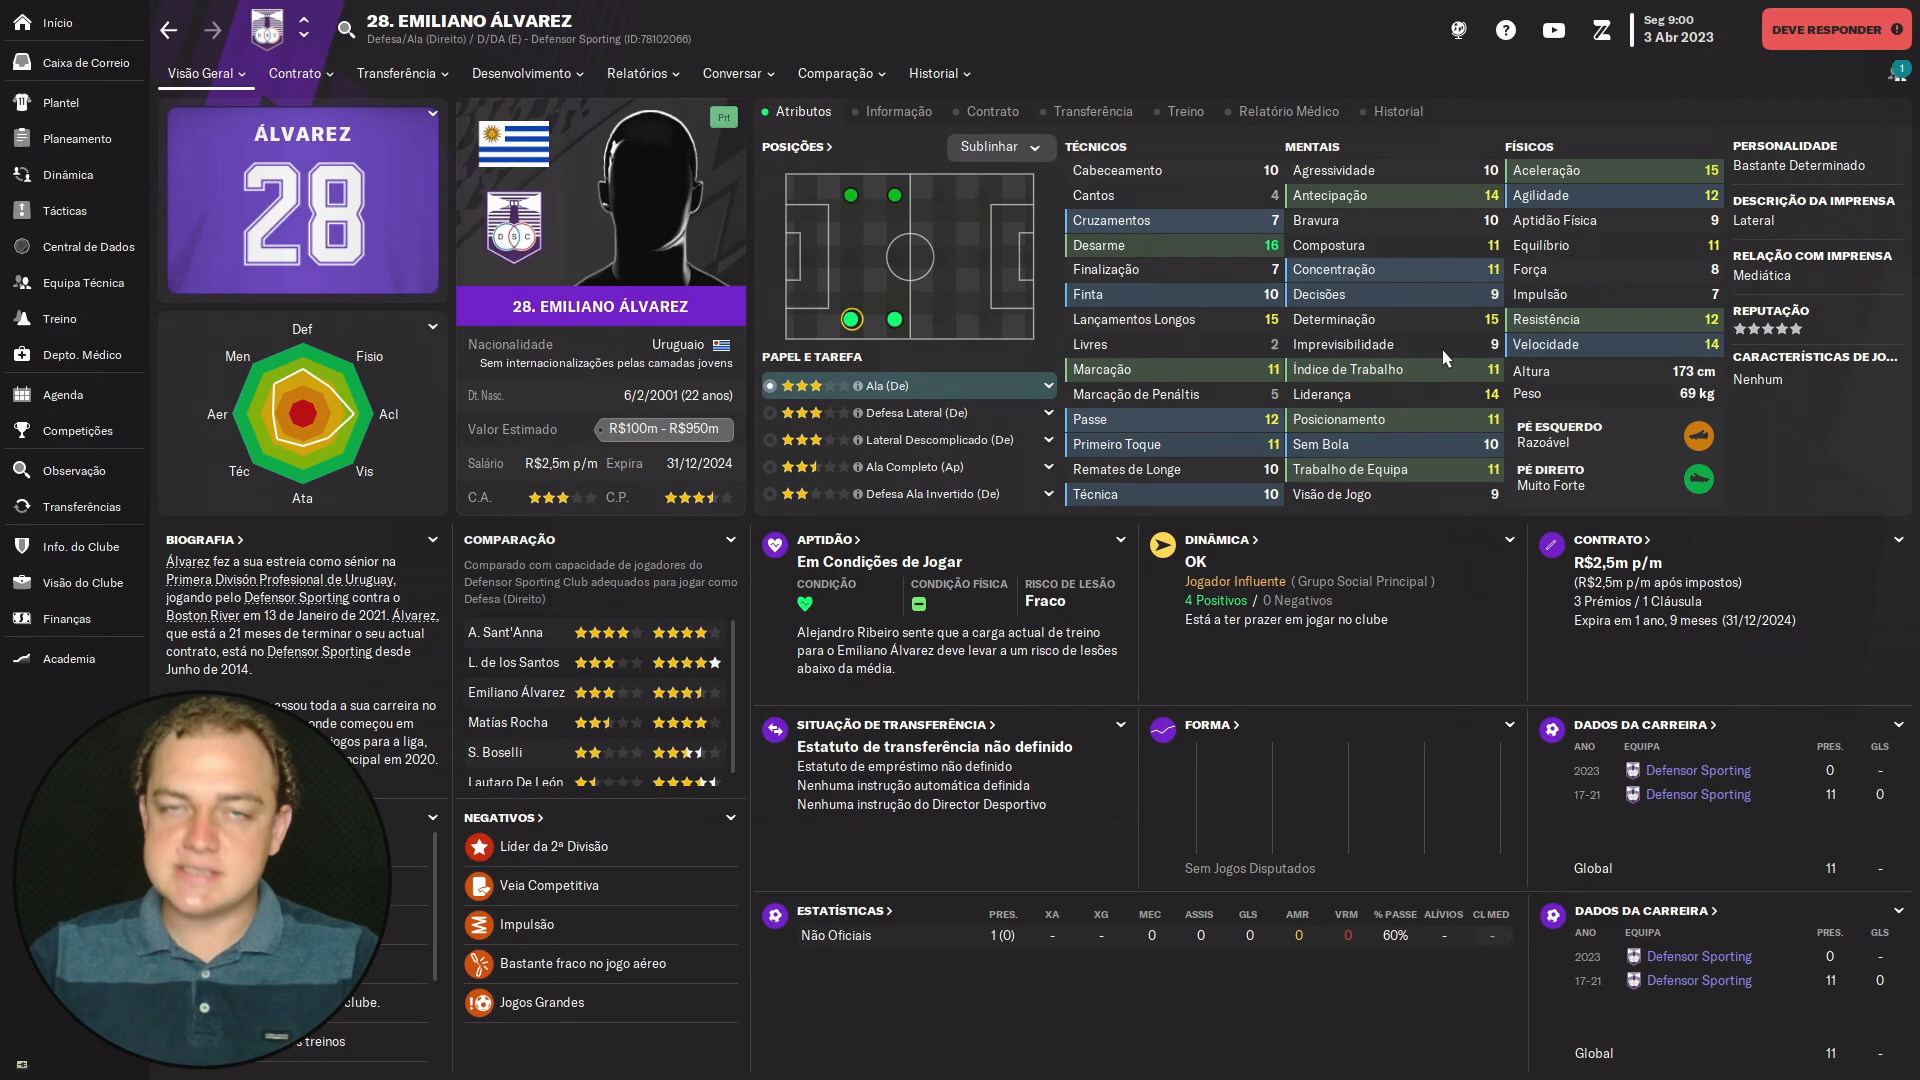 Início
Caixa de Correio
Plantel
Planeamento
Dinâmica
Tácticas
Central de Dados
Equipa Técnica
Treino
Depto. Médico
Agenda
Competições
Observação
Transferências
Info. do Clube
Visão do Clube
Finanças
Academia
28. EMILIANO ÁLVAREZ
Defesa/Ala (Direito) / D/DA (E) - Defensor Sporting (ID:78102066)
Seg 9:00
3 Abr 2023
DEVE RESPONDER
1
Visão Geral Contrato Transferência Desenvolvimento Relatórios Conversar Comparação Historial
ÁLVAREZ
28
Def
Men Fisio
Aer Acl
Téc Vis
Ata
Prt
DSC
28. EMILIANO ÁLVAREZ
Nacionalidade Uruguaio
Sem internacionalizações pelas camadas jovens
Dt. Nasc. 6/2/2001 (22 anos)
Valor Estimado R$100m - R$950m
Salário R$2,5m p/m Expira 31/12/2024
C.A. C.P.
Atributos Informação Contrato Transferência Treino Relatório Médico Historial
POSIÇÕES
Sublinhar
PAPEL E TAREFA
Ala (De)
Defesa Lateral (De)
Lateral Descomplicado (De)
Ala Completo (Ap)
Defesa Ala Invertido (De)
TÉCNICOS
Cabeceamento 10
Cantos 4
Cruzamentos 7
Desarme 16
Finalização 7
Finta 10
Lançamentos Longos 15
Livres 2
Marcação 11
Marcação de Penáltis 5
Passe 12
Primeiro Toque 11
Remates de Longe 10
Técnica 10
MENTAIS
Agressividade 10
Antecipação 14
Bravura 10
Compostura 11
Concentração 11
Decisões 9
Determinação 15
Imprevisibilidade 9
Índice de Trabalho 11
Liderança 14
Posicionamento 11
Sem Bola 10
Trabalho de Equipa 11
Visão de Jogo 9
FÍSICOS
Aceleração 15
Agilidade 12
Aptidão Física 9
Equilíbrio 11
Força 8
Impulsão 7
Resistência 12
Velocidade 14
Altura 173 cm
Peso 69 kg
PÉ ESQUERDO
Razoável
PÉ DIREITO
Muito Forte
PERSONALIDADE
Bastante Determinado
DESCRIÇÃO DA IMPRENSA
Lateral
RELAÇÃO COM IMPRENSA
Mediática
REPUTAÇÃO
CARACTERÍSTICAS DE JO...
Nenhum
BIOGRAFIA
Álvarez fez a sua estreia como sénior na
Primera Divisón Profesional de Uruguay,
jogando pelo Defensor Sporting contra o
Boston River em 13 de Janeiro de 2021. Álvarez,
que está a 21 meses de terminar o seu actual
contrato, está no Defensor Sporting desde
Junho de 2014.
assou toda a sua carreira no
onde começou em
jogos para a liga,
ncipal em 2020.
clube.
s treinos
COMPARAÇÃO
Comparado com capacidade de jogadores do
Defensor Sporting Club adequados para jogar como
Defesa (Direito)
A. Sant'Anna
L. de los Santos
Emiliano Álvarez
Matías Rocha
S. Boselli
Lautaro De León
NEGATIVOS
Líder da 2ª Divisão
Veia Competitiva
Impulsão
Bastante fraco no jogo aéreo
Jogos Grandes
APTIDÃO
Em Condições de Jogar
CONDIÇÃO CONDIÇÃO FÍSICA RISCO DE LESÃO
Fraco
Alejandro Ribeiro sente que a carga actual de treino
para o Emiliano Álvarez deve levar a um risco de lesões
abaixo da média.
DINÂMICA
OK
Jogador Influente ( Grupo Social Principal )
4 Positivos / 0 Negativos
Está a ter prazer em jogar no clube
CONTRATO
R$2,5m p/m
(R$2,5m p/m após impostos)
3 Prémios / 1 Cláusula
Expira em 1 ano, 9 meses (31/12/2024)
SITUAÇÃO DE TRANSFERÊNCIA
Estatuto de transferência não definido
Estatuto de empréstimo não definido
Nenhuma instrução automática definida
Nenhuma instrução do Director Desportivo
FORMA
Sem Jogos Disputados
DADOS DA CARREIRA
ANO EQUIPA PRES. GLS
2023 Defensor Sporting 0 -
17-21 Defensor Sporting 11 0
Global 11 -
ESTATÍSTICAS PRES. XA XG MEC ASSIS GLS AMR VRM % PASSE ALÍVIOS CL MED
Não Oficiais 1 (0) - - 0 0 0 0 0 60% - -
DADOS DA CARREIRA
ANO EQUIPA PRES. GLS
2023 Defensor Sporting 0 -
17-21 Defensor Sporting 11 0
Global 11 -